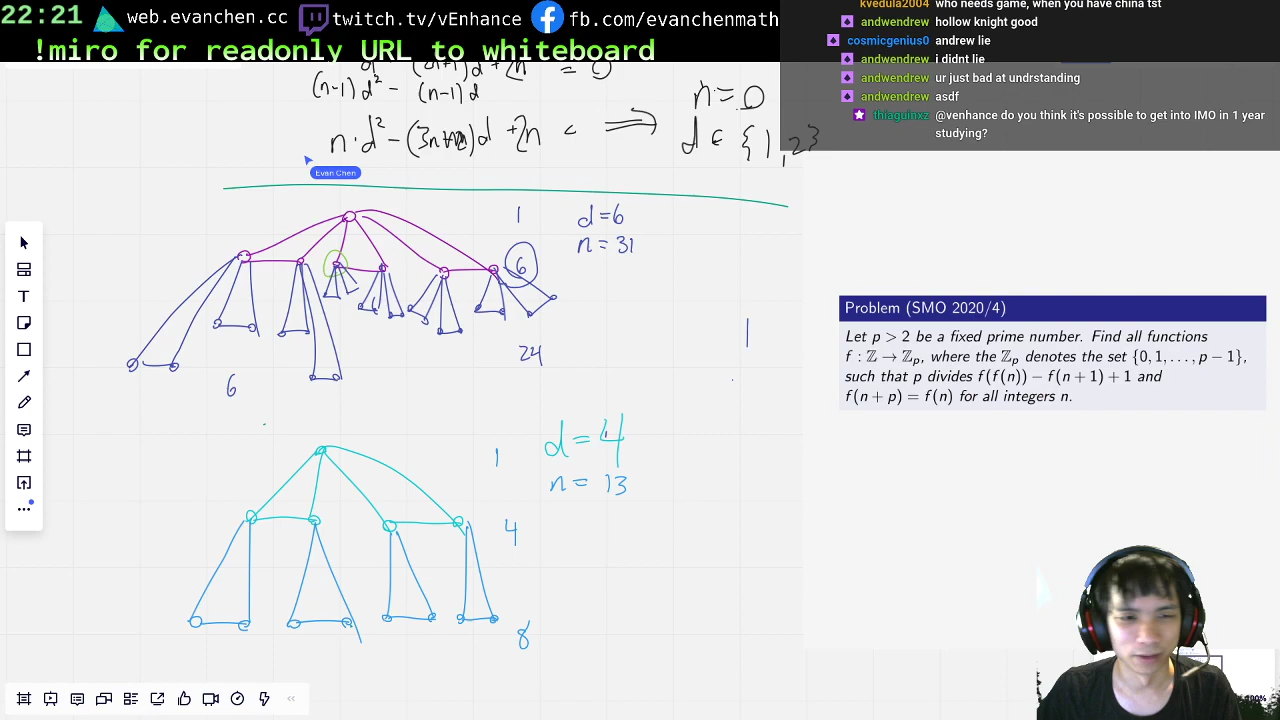 22:21 web.evanchen.cc twitch.tv/vEnhance fb.com/evanchenmath
!miro for readonly URL to whiteboard
kvedula2004 who needs game, when you have china tst
andwendrew hollow knight good
cosmicgenius0 andrew lie
andwendrew i didnt lie
andwendrew ur just bad at undrstanding
andwendrew asdf
thiaguinxz @venhance do you think it's possible to get into IMO in 1 year
studying?
(n-1)d² - (n-1)d
n = 0
d ∈ {1, 2}
Evan Chen
1
d=6
n = 31
6
24
6
1
Problem (SMO 2020/4)
Let p > 2 be a fixed prime number. Find all functions
f : ℤ → ℤₚ, where the ℤₚ denotes the set {0, 1, . . . , p − 1},
such that p divides f(f(n)) − f(n + 1) + 1 and
f(n + p) = f(n) for all integers n.
1
d = 4
n = 13
4
8
T